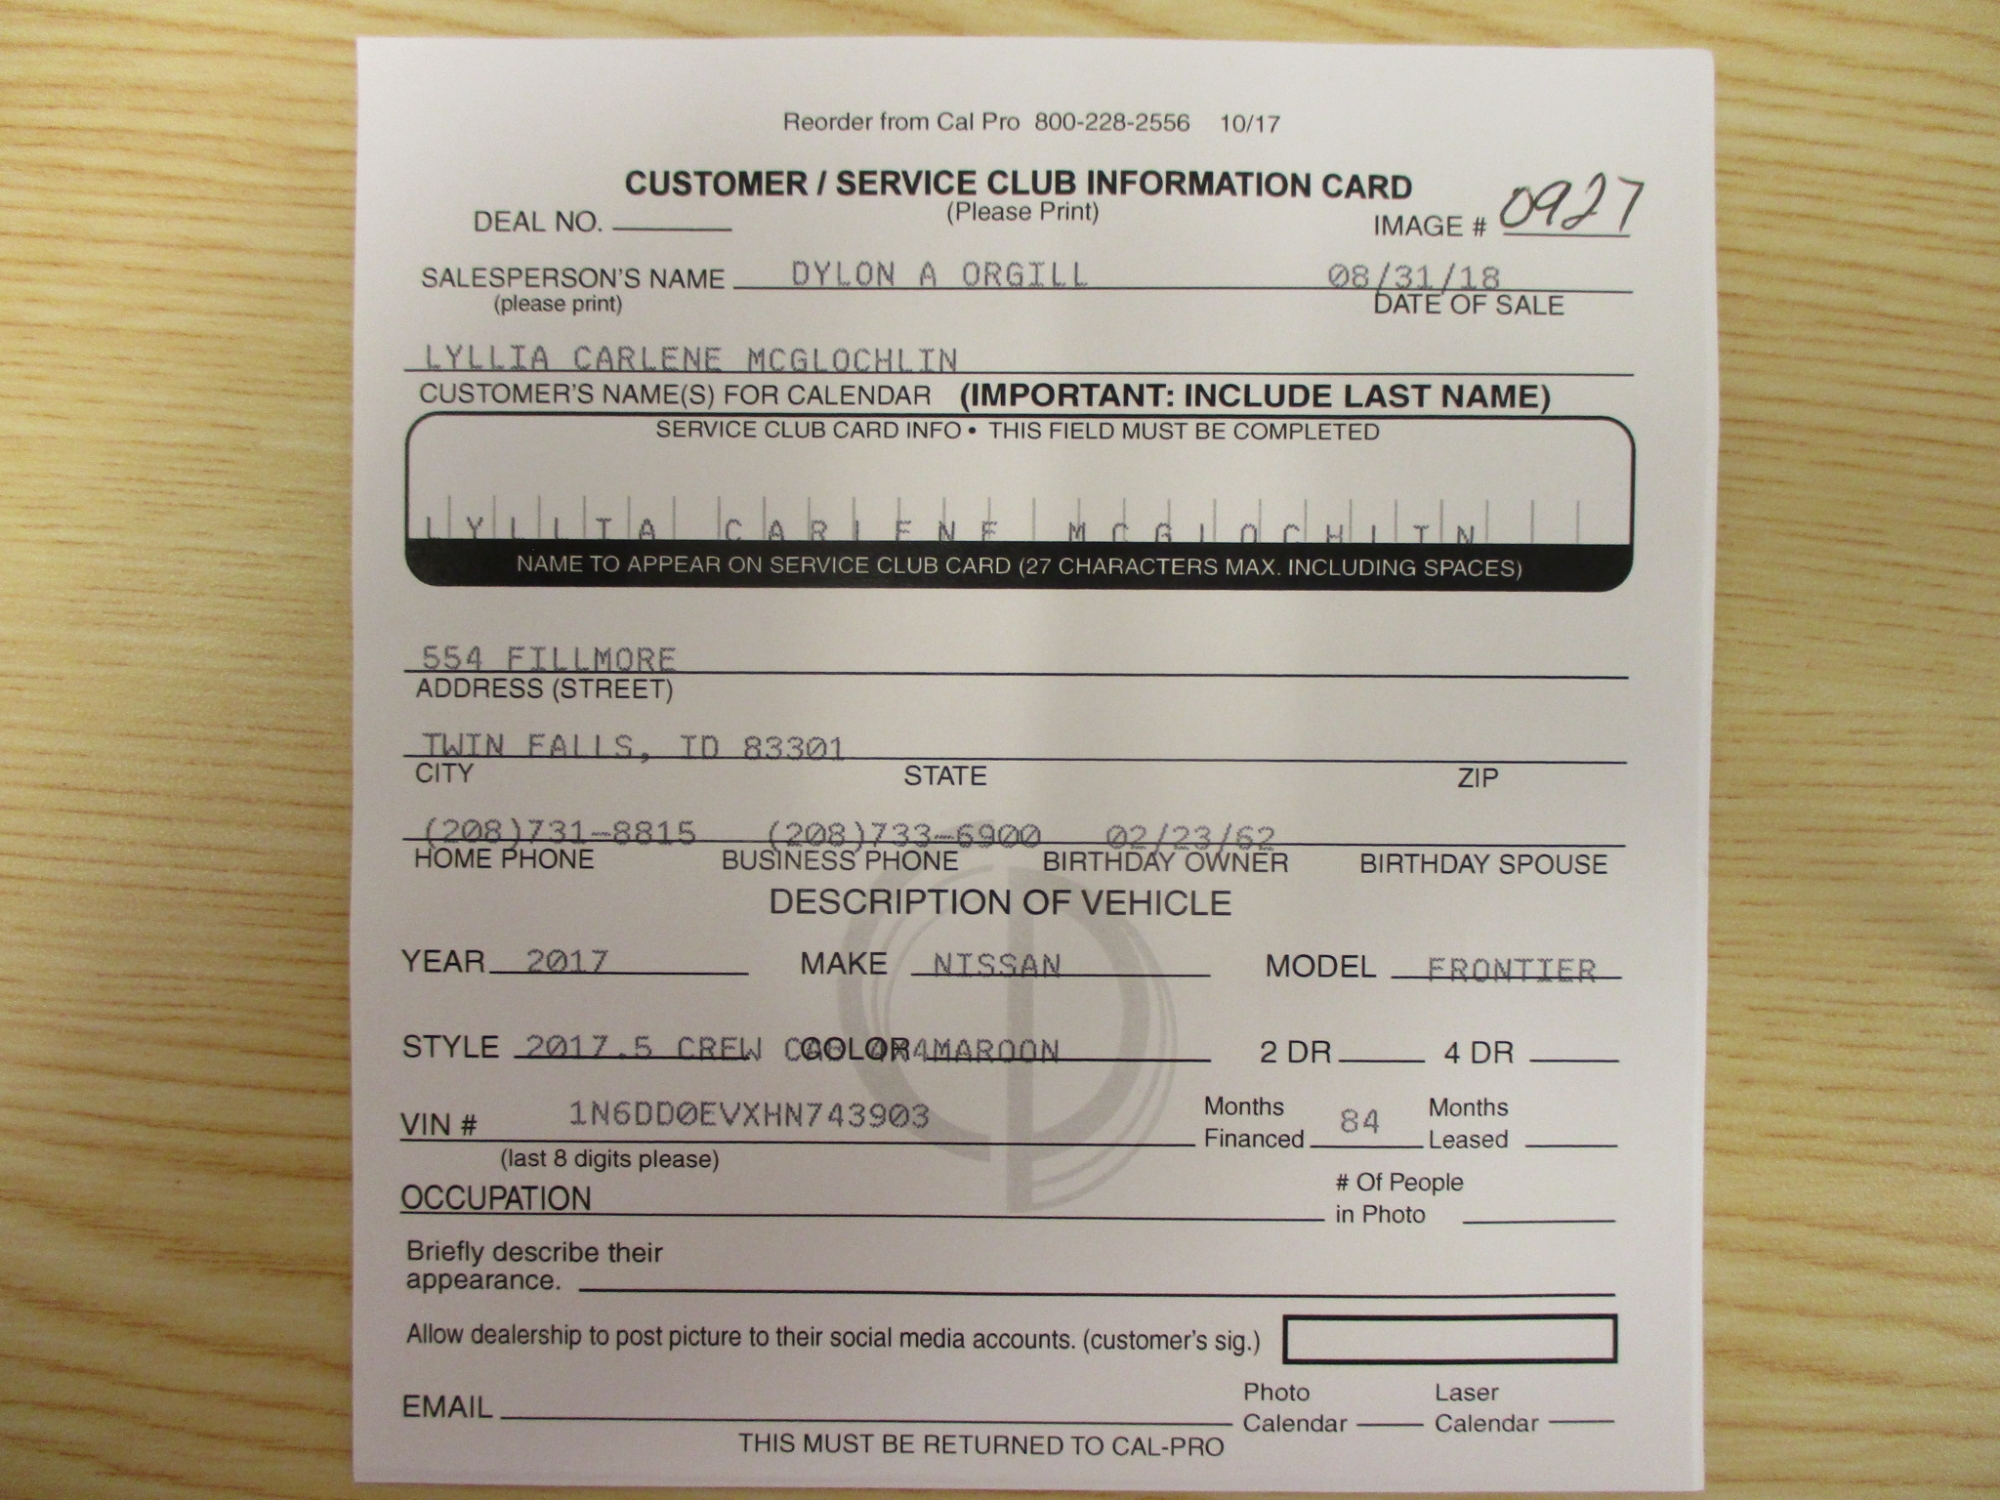 Reorder from Cal Pro 800-228-2556 10/17
CUSTOMER / SERVICE CLUB INFORMATION CARD
(Please Print)
DEAL NO. IMAGE # 0927
SALESPERSON'S NAME DYLON A ORGILL 08/31/18
(please print) DATE OF SALE
LYLLIA CARLENE MCGLOCHLIN
CUSTOMER'S NAME(S) FOR CALENDAR (IMPORTANT: INCLUDE LAST NAME)
SERVICE CLUB CARD INFO • THIS FIELD MUST BE COMPLETED
LYLLIA CARLENE MCGLOCHLIN
NAME TO APPEAR ON SERVICE CLUB CARD (27 CHARACTERS MAX. INCLUDING SPACES)
554 FILLMORE
ADDRESS (STREET)
TWIN FALLS, ID 83301
CITY STATE ZIP
(208)731-8815 (208)733-6900 02/23/62
HOME PHONE BUSINESS PHONE BIRTHDAY OWNER BIRTHDAY SPOUSE
DESCRIPTION OF VEHICLE
YEAR 2017 MAKE NISSAN MODEL FRONTIER
STYLE 2017.5 CREW CAB 4X4 COLOR MAROON 2 DR 4 DR
VIN # 1N6DD0EVXHN743903 Months Financed 84 Months Leased
(last 8 digits please)
OCCUPATION # Of People in Photo
Briefly describe their
appearance.
Allow dealership to post picture to their social media accounts. (customer's sig.)
EMAIL Photo Calendar Laser Calendar
THIS MUST BE RETURNED TO CAL-PRO